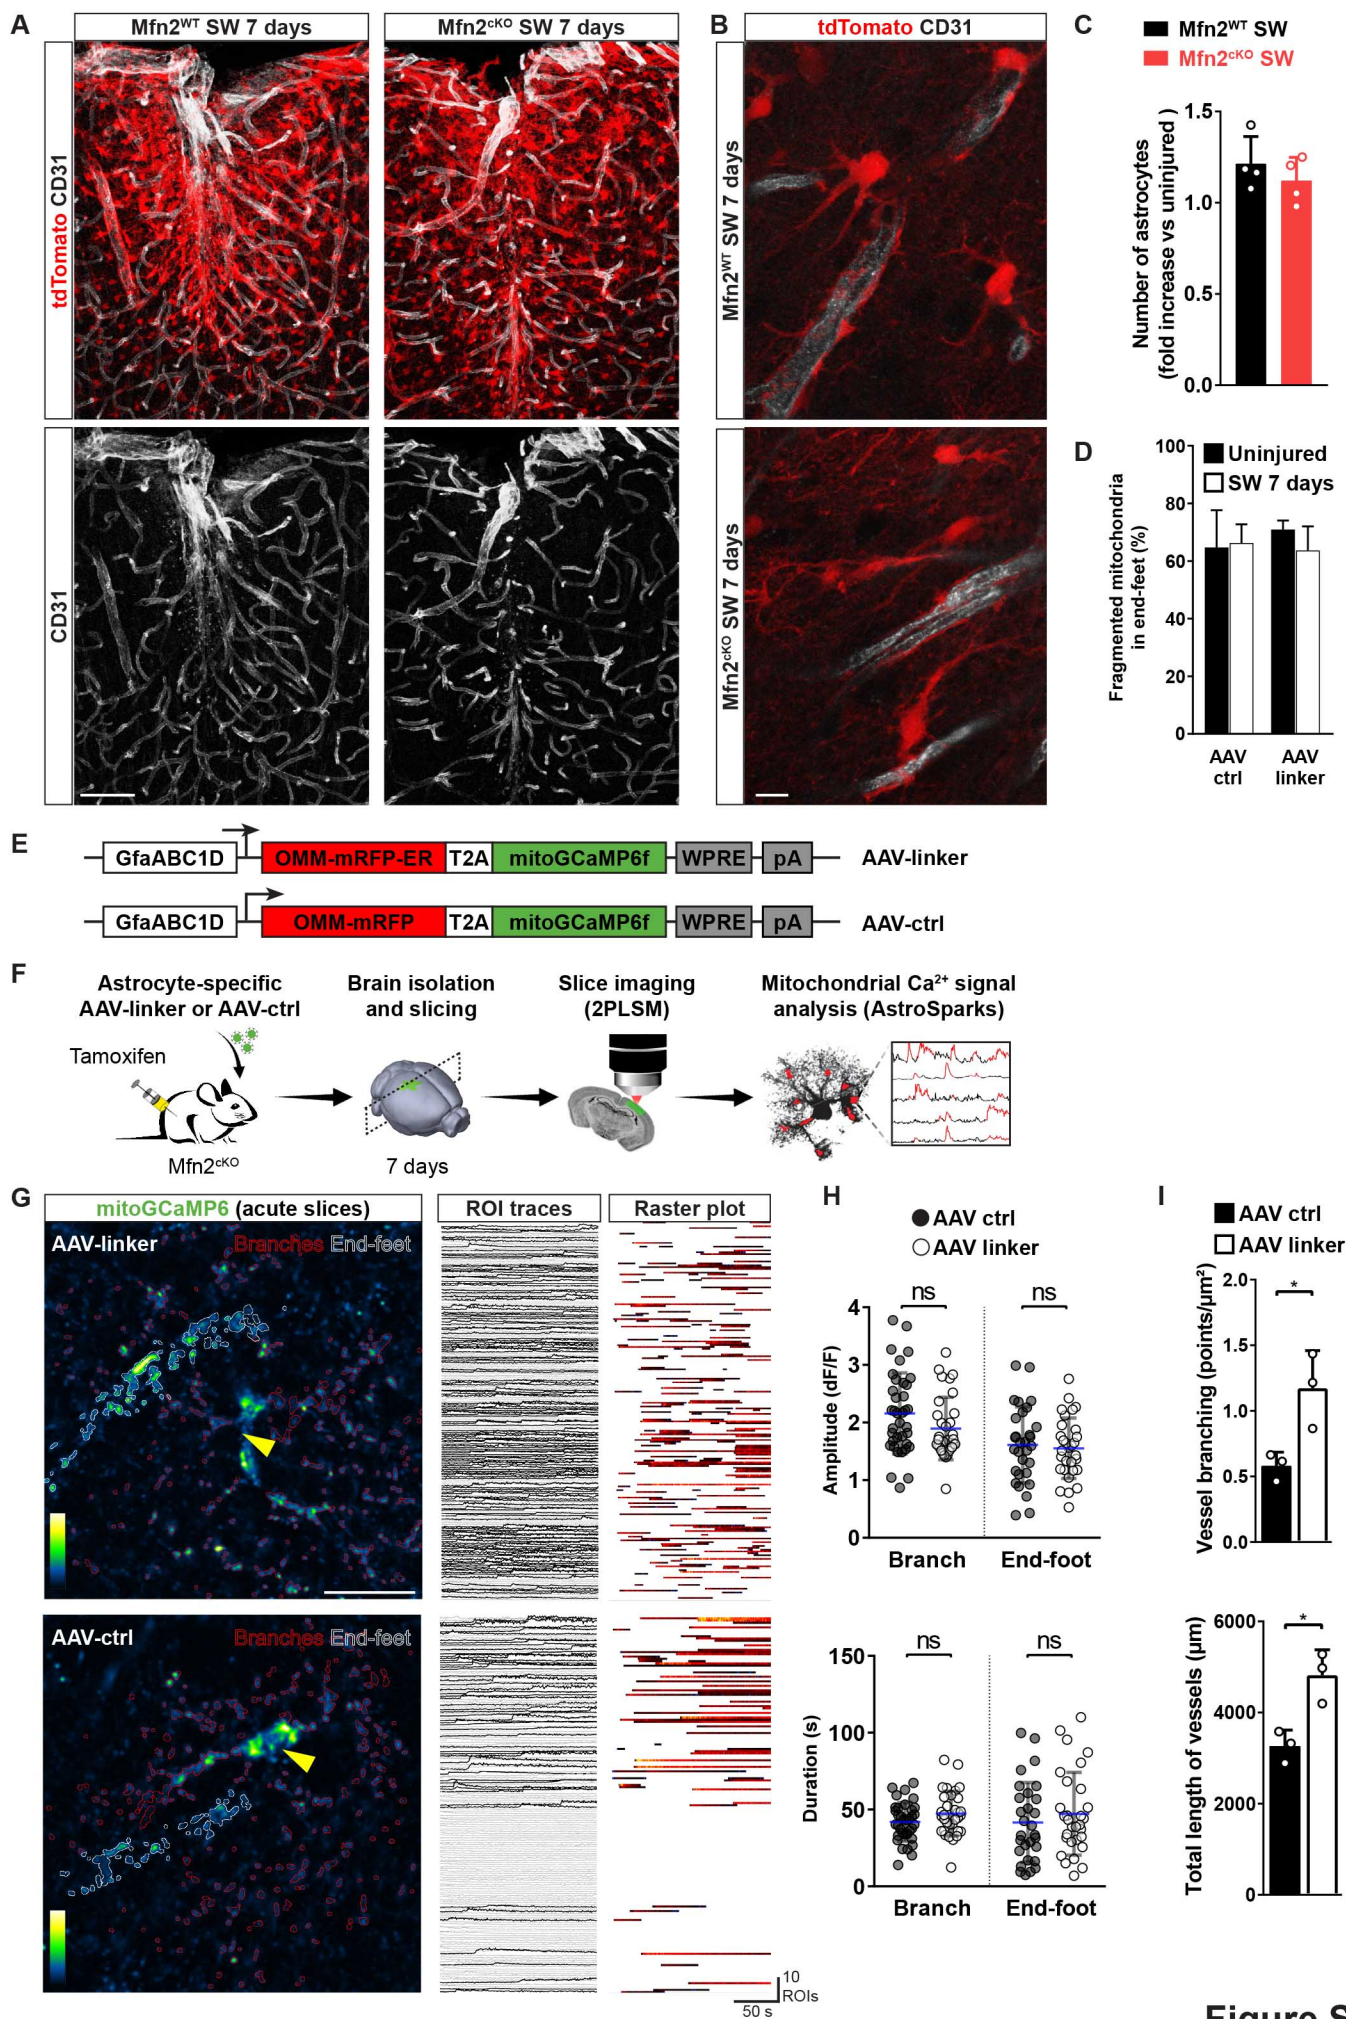 A
Mfn2ᵂᵀ SW 7 days
Mfn2ᶜᴷᴼ SW 7 days
tdTomato CD31
CD31
B
tdTomato CD31
Mfn2ᵂᵀ SW 7 days
Mfn2ᶜᴷᴼ SW 7 days
C
Mfn2ᵂᵀ SW
Mfn2ᶜᴷᴼ SW
Number of astrocytes
(fold increase vs uninjured )
1.5
1.0
0.5
0.0
D
Uninjured
SW 7 days
Fragmented mitochondria
in end-feet (%)
100
80
60
40
20
0
AAV
ctrl
AAV
linker
E
GfaABC1D
OMM-mRFP-ER
T2A
mitoGCaMP6f
WPRE
pA
AAV-linker
GfaABC1D
OMM-mRFP
T2A
mitoGCaMP6f
WPRE
pA
AAV-ctrl
F
Astrocyte-specific
AAV-linker or AAV-ctrl
Tamoxifen
Mfn2ᶜᴷᴼ
Brain isolation
and slicing
7 days
Slice imaging
(2PLSM)
Mitochondrial Ca²⁺ signal
analysis (AstroSparks)
G
mitoGCaMP6 (acute slices)
ROI traces
Raster plot
AAV-linker
Branches End-feet
AAV-ctrl
Branches End-feet
10
ROIs
50 s
H
AAV ctrl
AAV linker
ns
ns
Amplitude (dF/F)
4
3
2
1
0
Branch
End-foot
ns
ns
Duration (s)
150
100
50
0
Branch
End-foot
I
AAV ctrl
AAV linker
*
Vessel branching (points/µm²)
2.0
1.5
1.0
0.5
0.0
*
Total length of vessels (µm)
6000
4000
2000
0
Figure S